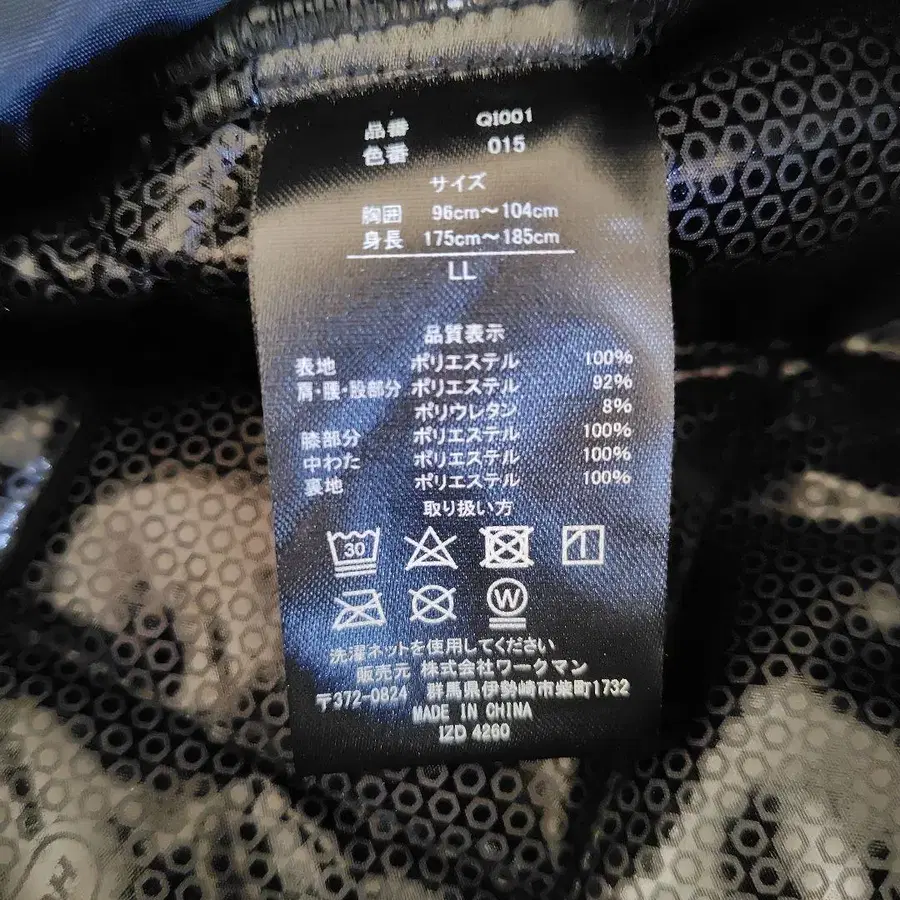 品番 QI001
色番 015
サイズ
胸囲 96cm～104cm
身長 175cm～185cm
LL
品質表示
表地 ポリエステル 100%
肩・腰・股部分 ポリエステル 92%
ポリウレタン 8%
膝部分 ポリエステル 100%
中わた ポリエステル 100%
裏地 ポリエステル 100%
取り扱い方
30
W
洗濯ネットを使用してください
販売元 株式会社ワークマン
〒372-0824 群馬県伊勢崎市柴町1732
MADE IN CHINA
IZD 4260